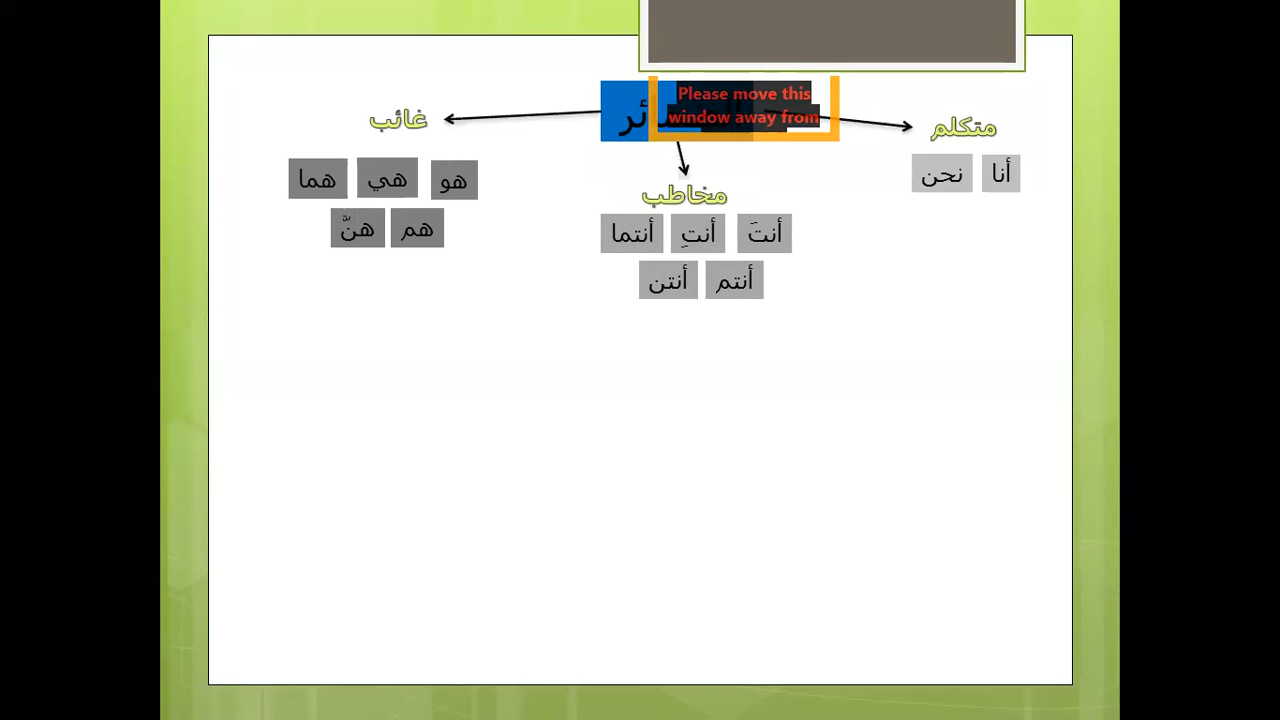 Please move this
window away from
متكلم
غائب
أنا نحن
هو هي هما
مخاطب
أنتَ أنتِ أنتما
هم هنّ
أنتم أنتن